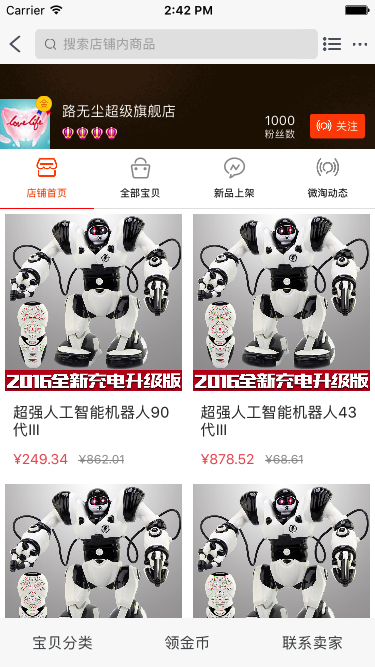 Carrier 2:42 PM
搜索店铺内商品
路无尘超级旗舰店
love life
1000
粉丝数
关注
店铺首页 全部宝贝 新品上架 微淘动态
2016全新充电升级版 2016全新充电升级版
超强人工智能机器人90
代III
¥249.34 ¥862.01
超强人工智能机器人43
代III
¥878.52 ¥68.61
宝贝分类 领金币 联系卖家